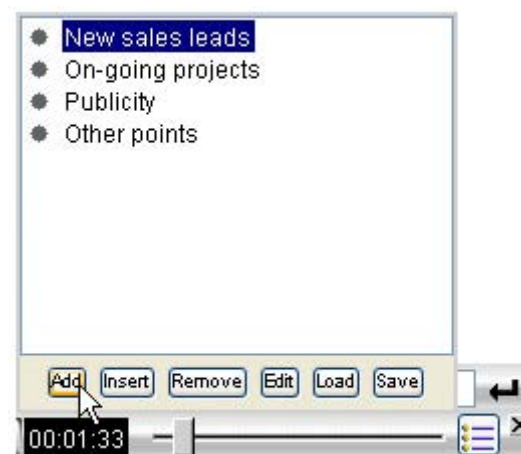 New sales leads
On-going projects
Publicity
Other points
Add Insert Remove Edit Load Save
00:01:33